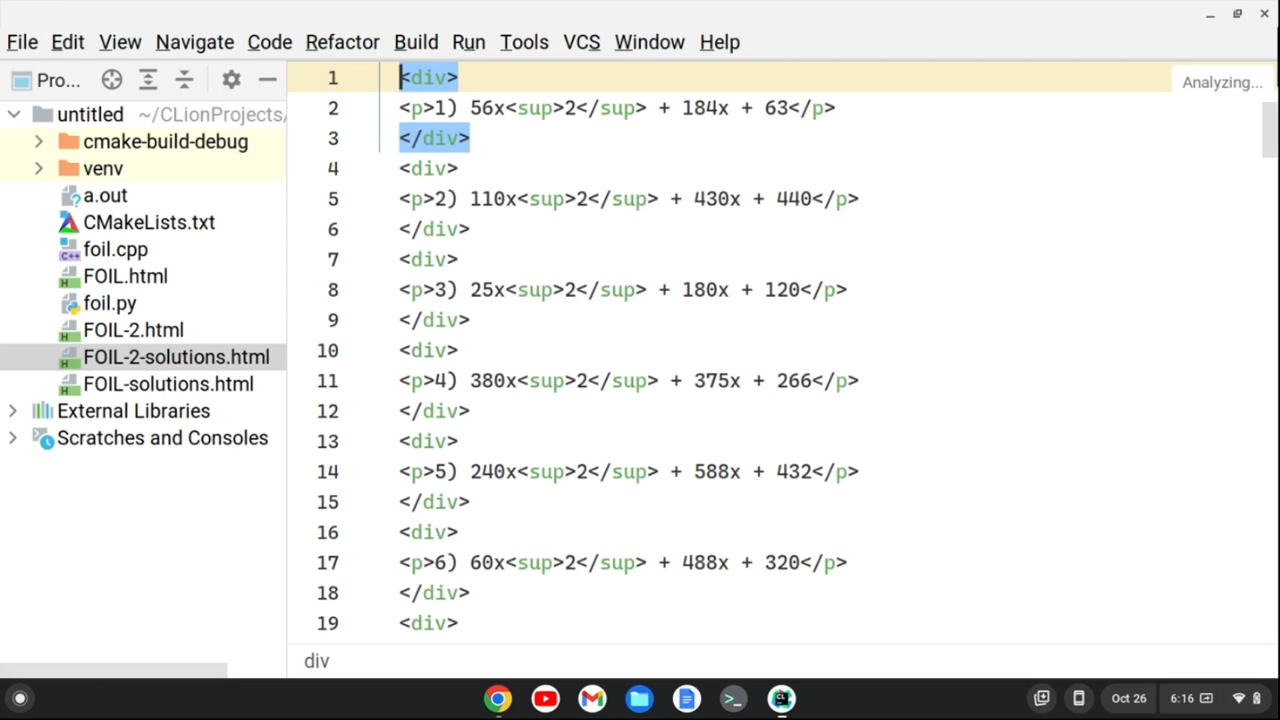 File Edit View Navigate Code Refactor Build Run Tools VCS Window Help
Pro...
untitled ~/CLionProjects/
cmake-build-debug
venv
a.out
CMakeLists.txt
foil.cpp
FOIL.html
foil.py
FOIL-2.html
FOIL-2-solutions.html
FOIL-solutions.html
External Libraries
Scratches and Consoles
1 <div>
Analyzing...
2 <p>1) 56x<sup>2</sup> + 184x + 63</p>
3 </div>
4 <div>
5 <p>2) 110x<sup>2</sup> + 430x + 440</p>
6 </div>
7 <div>
8 <p>3) 25x<sup>2</sup> + 180x + 120</p>
9 </div>
10 <div>
11 <p>4) 380x<sup>2</sup> + 375x + 266</p>
12 </div>
13 <div>
14 <p>5) 240x<sup>2</sup> + 588x + 432</p>
15 </div>
16 <div>
17 <p>6) 60x<sup>2</sup> + 488x + 320</p>
18 </div>
19 <div>
div
Oct 26 6:16